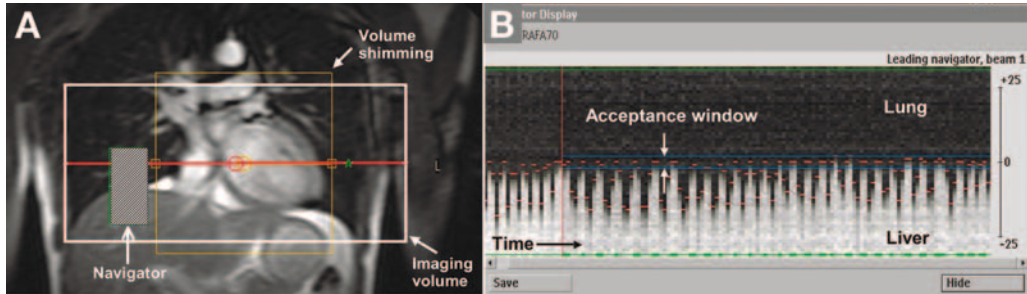 A
Volume
shimming
L
Navigator
Imaging
volume
B
tor Display
RAFA70
Leading navigator, beam 1
+25
Lung
Acceptance window
0
Time
Liver
-25
Save
Hide